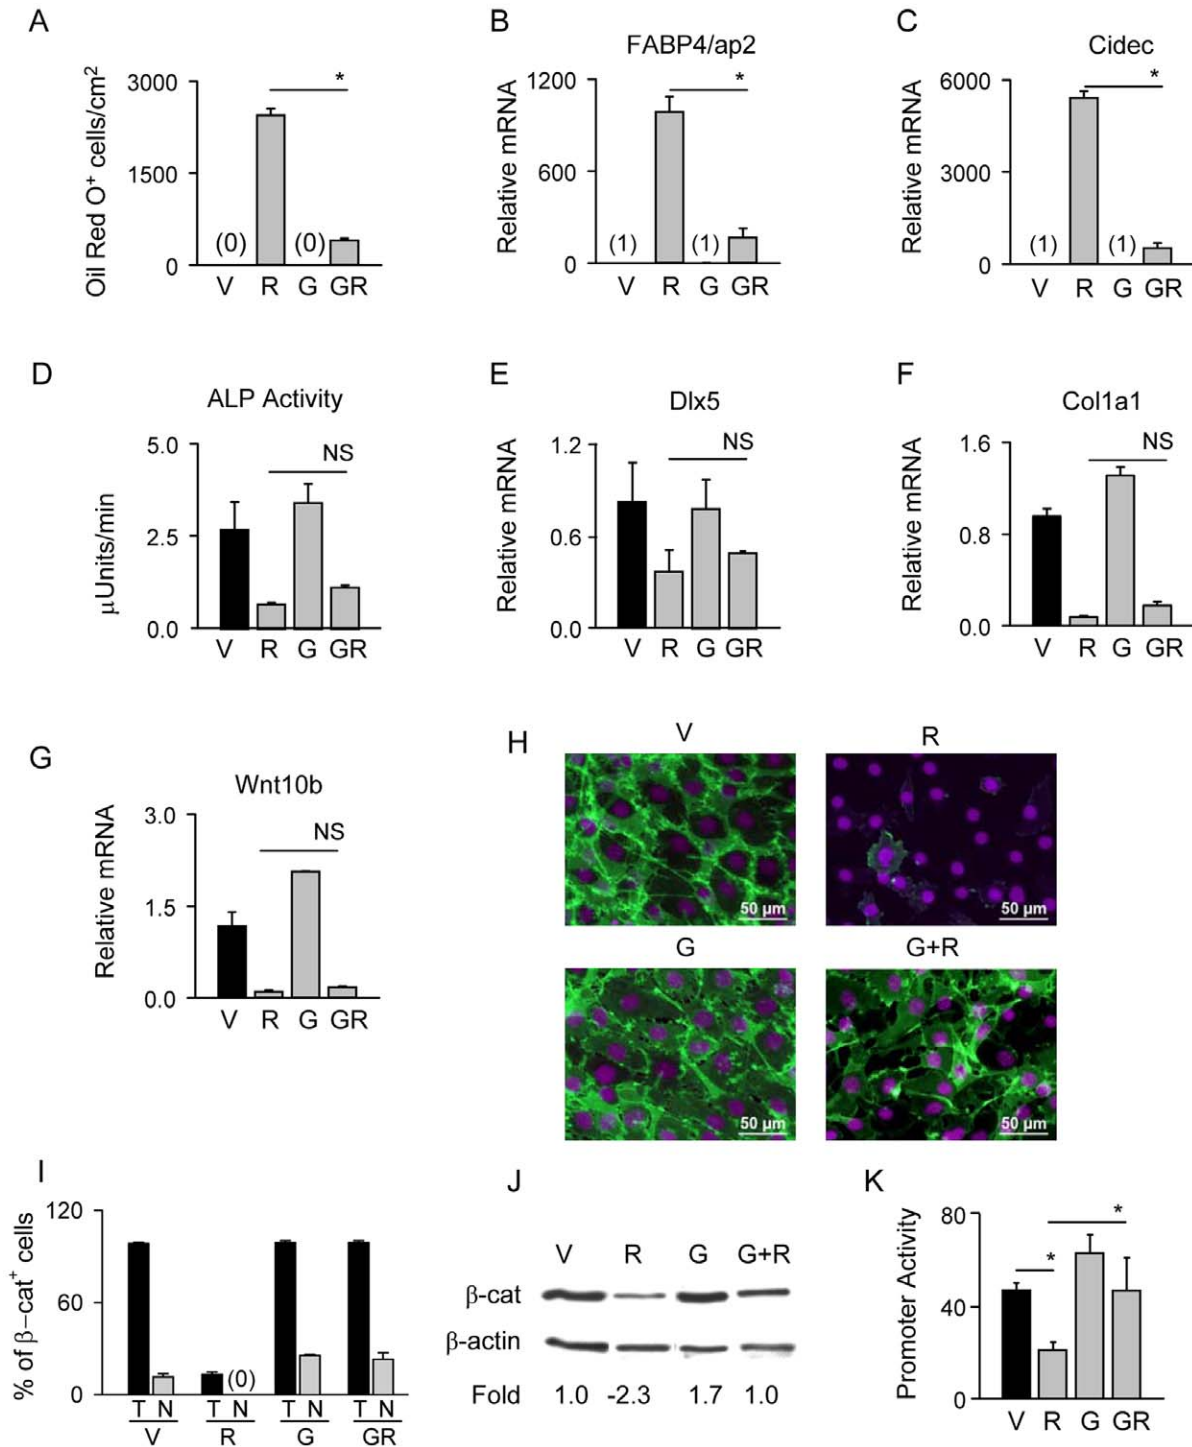 A
Oil Red O+ cells/cm2
3000
1500
0
*
(0)
(0)
V R G GR
B
FABP4/ap2
Relative mRNA
1200
600
0
*
(1)
(1)
V R G GR
C
Cidec
Relative mRNA
6000
3000
0
*
(1)
(1)
V R G GR
D
ALP Activity
μUnits/min
5.0
2.5
0.0
NS
V R G GR
E
Dlx5
Relative mRNA
1.2
0.6
0.0
NS
V R G GR
F
Col1a1
Relative mRNA
1.6
0.8
0.0
NS
V R G GR
G
Wnt10b
Relative mRNA
3.0
1.5
0.0
NS
V R G GR
H
V
R
50 μm
50 μm
G
G+R
50 μm
50 μm
I
% of β–cat+ cells
120
60
0
(0)
T N T N T N T N
V R G GR
J
V R G G+R
β-cat
β-actin
Fold 1.0 -2.3 1.7 1.0
K
Promoter Activity
80
40
0
*
*
V R G GR